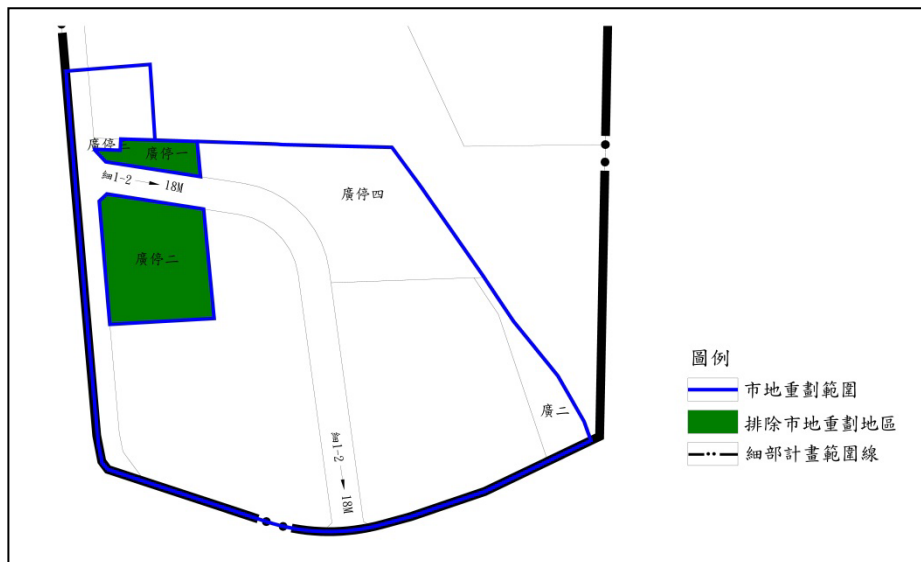 廣停三
廣停一
細1-2 18M
廣停四
廣停二
廣二
細1-2 18M
圖例
市地重劃範圍
排除市地重劃地區
細部計畫範圍線